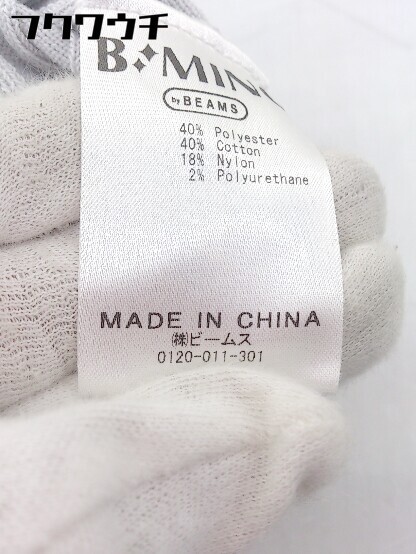 フクワウチ
B MIN
by BEAMS
40% Polyester
40% Cotton
18% Nylon
2% Polyurethane
MADE IN CHINA
㈱ビームス
0120-011-301